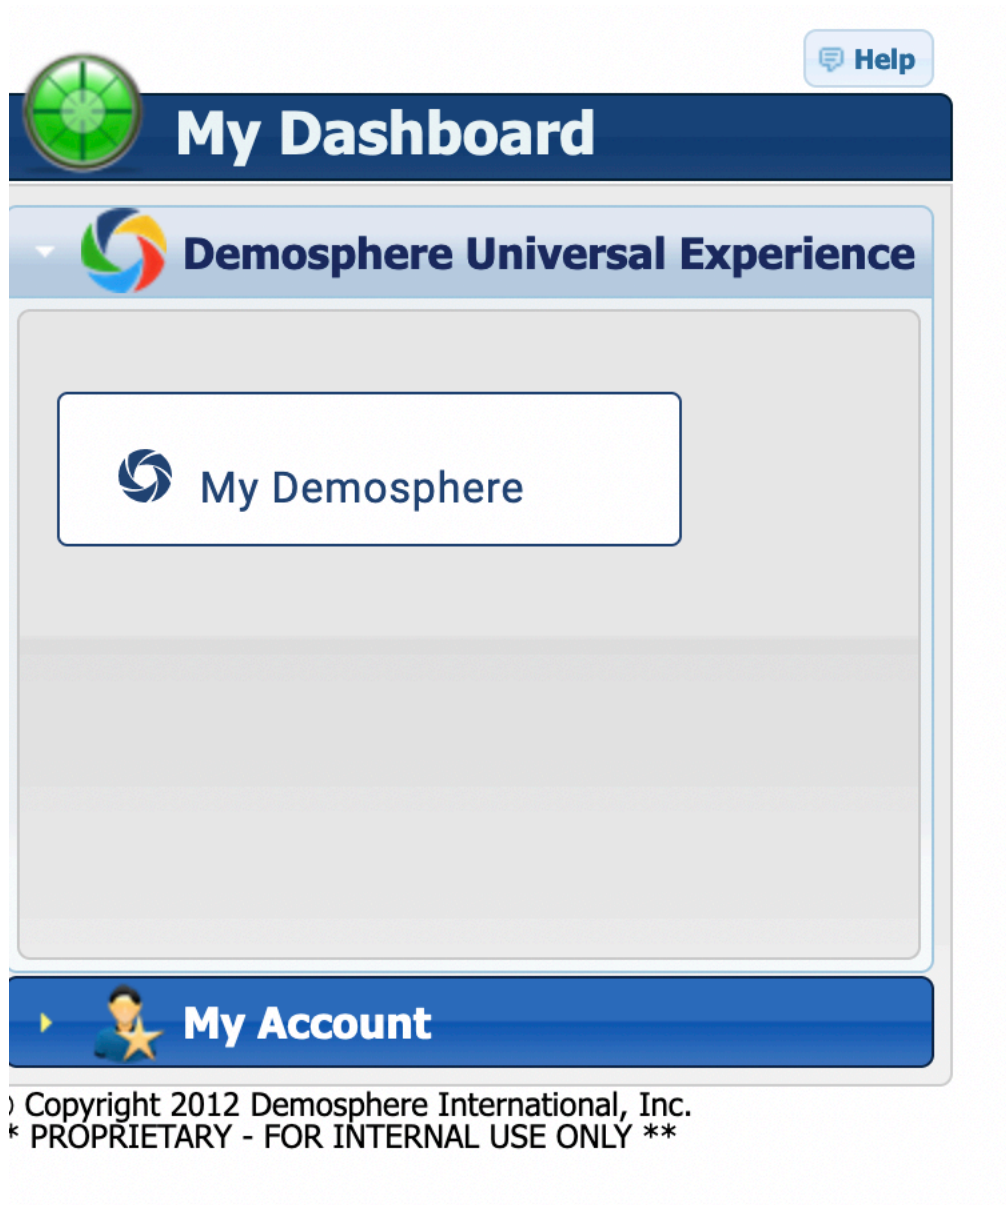 Help
My Dashboard
Demosphere Universal Experience
My Demosphere
My Account
Copyright 2012 Demosphere International, Inc.
* PROPRIETARY - FOR INTERNAL USE ONLY **